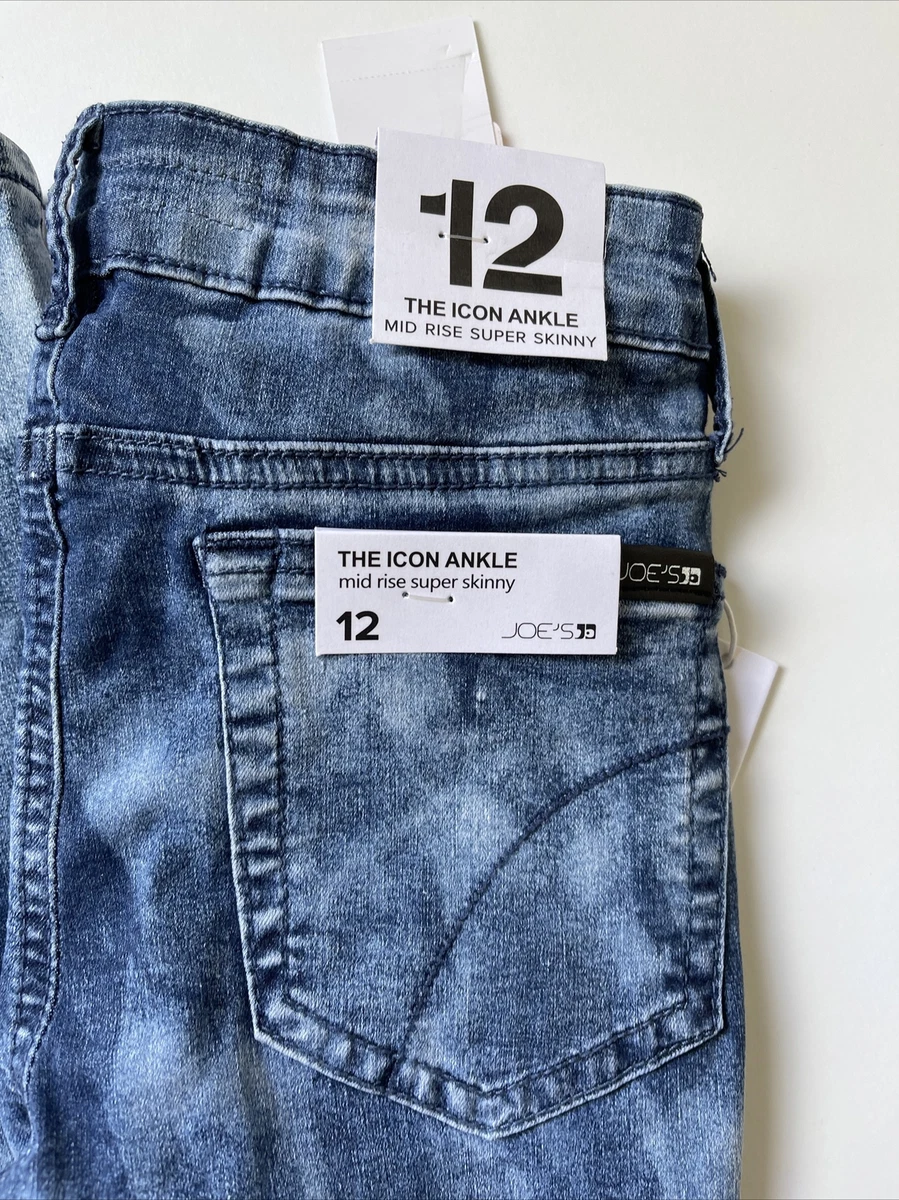 12
THE ICON ANKLE
MID RISE SUPER SKINNY
THE ICON ANKLE
mid rise super skinny
12
JOE'S
JOE'S